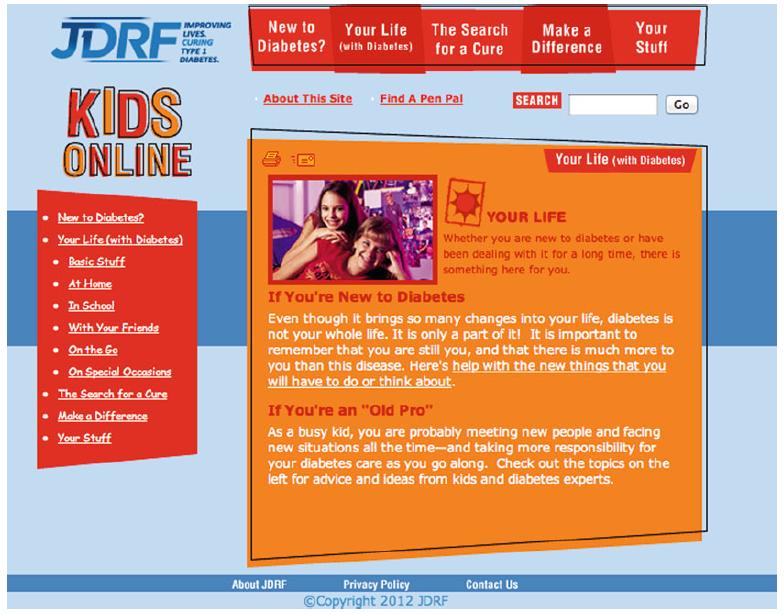 JDRF IMPROVING
LIVES.
CURING
TYPE 1
DIABETES.
New to
Diabetes?
Your Life
(with Diabetes)
The Search
for a Cure
Make a
Difference
Your
Stuff
About This Site
Find A Pen Pal
SEARCH
Go
KIDS
ONLINE
New to Diabetes?
Your Life (with Diabetes)
Basic Stuff
At Home
In School
With Your Friends
On the Go
On Special Occasions
The Search for a Cure
Make a Difference
Your Stuff
Your Life (with Diabetes)
YOUR LIFE
Whether you are new to diabetes or have
been dealing with it for a long time, there is
something here for you.
If You're New to Diabetes
Even though it brings so many changes into your life, diabetes is
not your whole life. It is only a part of it!  It is important to
remember that you are still you, and that there is much more to
you than this disease. Here's help with the new things that you
will have to do or think about.
If You're an "Old Pro"
As a busy kid, you are probably meeting new people and facing
new situations all the time—and taking more responsibility for
your diabetes care as you go along.  Check out the topics on the
left for advice and ideas from kids and diabetes experts.
About JDRF
Privacy Policy
Contact Us
©Copyright 2012 JDRF